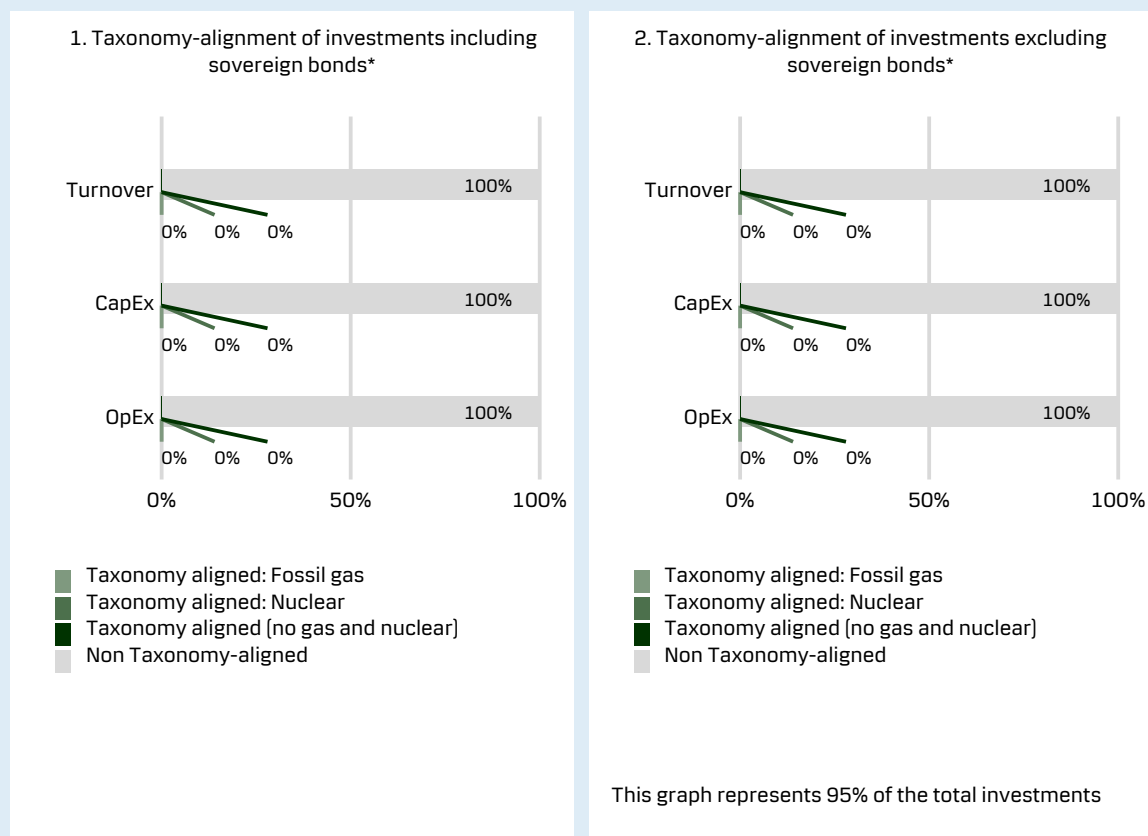 1. Taxonomy-alignment of investments including
sovereign bonds*
Turnover
100%
0% 0% 0%
CapEx
100%
0% 0% 0%
OpEx
100%
0% 0% 0%
0% 50% 100%
Taxonomy aligned: Fossil gas
Taxonomy aligned: Nuclear
Taxonomy aligned (no gas and nuclear)
Non Taxonomy-aligned
2. Taxonomy-alignment of investments excluding
sovereign bonds*
Turnover
100%
0% 0% 0%
CapEx
100%
0% 0% 0%
OpEx
100%
0% 0% 0%
0% 50% 100%
Taxonomy aligned: Fossil gas
Taxonomy aligned: Nuclear
Taxonomy aligned (no gas and nuclear)
Non Taxonomy-aligned
This graph represents 95% of the total investments